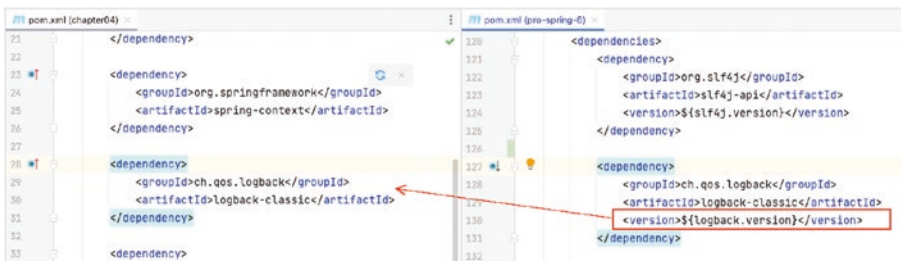 pom.xml (chapter04)
21 </dependency>
22
23 <dependency>
24 <groupId>org.springframework</groupId>
25 <artifactId>spring-context</artifactId>
26 </dependency>
27
28 <dependency>
29 <groupId>ch.qos.logback</groupId>
30 <artifactId>logback-classic</artifactId>
31 </dependency>
32
33 <dependency>
pom.xml (pro-spring-6)
120 <dependencies>
121 <dependency>
122 <groupId>org.slf4j</groupId>
123 <artifactId>slf4j-api</artifactId>
124 <version>${slf4j.version}</version>
125 </dependency>
126
127 <dependency>
128 <groupId>ch.qos.logback</groupId>
129 <artifactId>logback-classic</artifactId>
130 <version>${logback.version}</version>
131 </dependency>
132